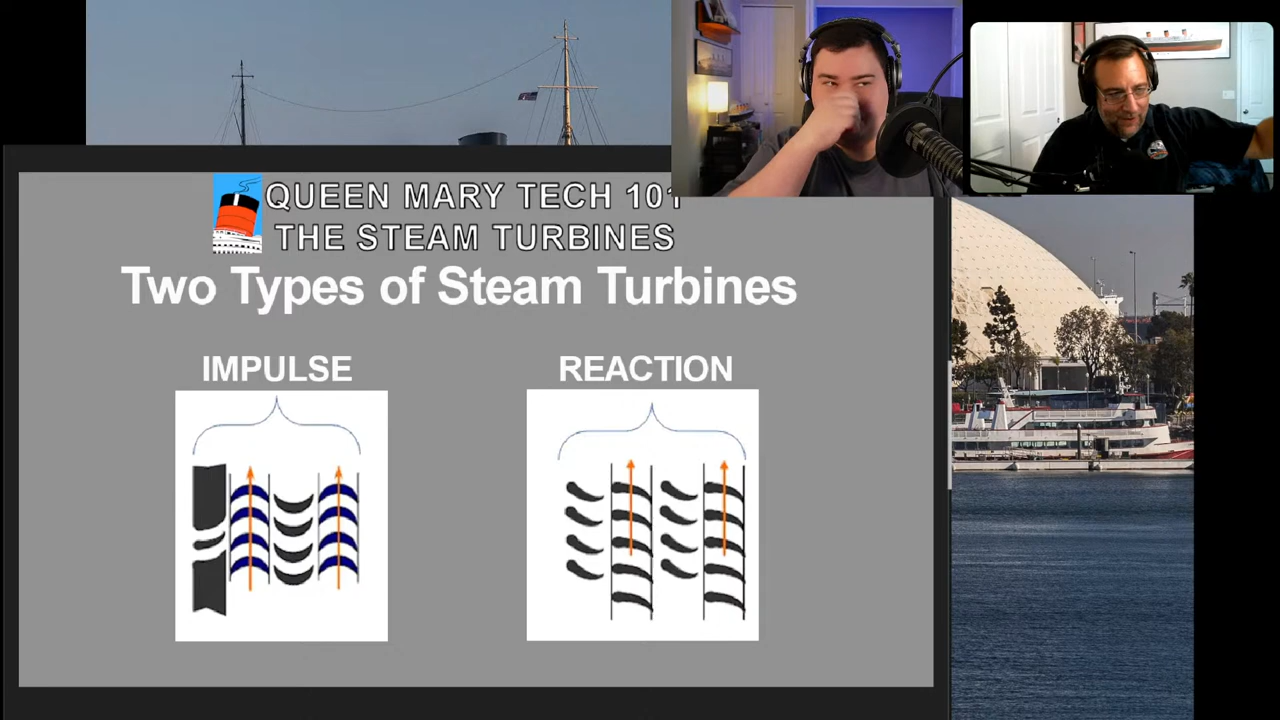 QUEEN MARY TECH 101
THE STEAM TURBINES
Two Types of Steam Turbines
IMPULSE
REACTION